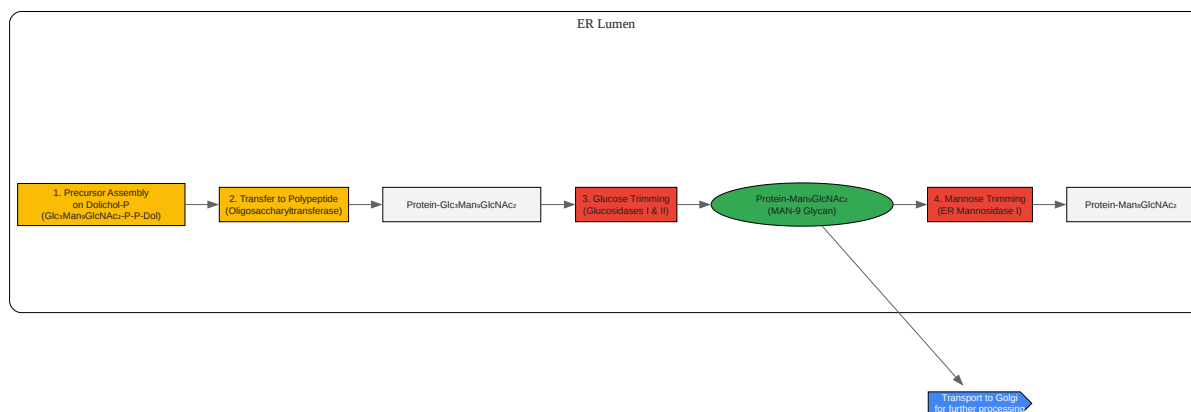 ER Lumen
1. Precursor Assembly
on Dolichol-P
(Glc₃Man₉GlcNAc₂-P-P-Dol)
2. Transfer to Polypeptide
(Oligosaccharyltransferase)
Protein-Glc₃Man₉GlcNAc₂
3. Glucose Trimming
(Glucosidases I & II)
Protein-Man₉GlcNAc₂
(MAN-9 Glycan)
4. Mannose Trimming
(ER Mannosidase I)
Protein-Man₈GlcNAc₂
Transport to Golgi
for further processing